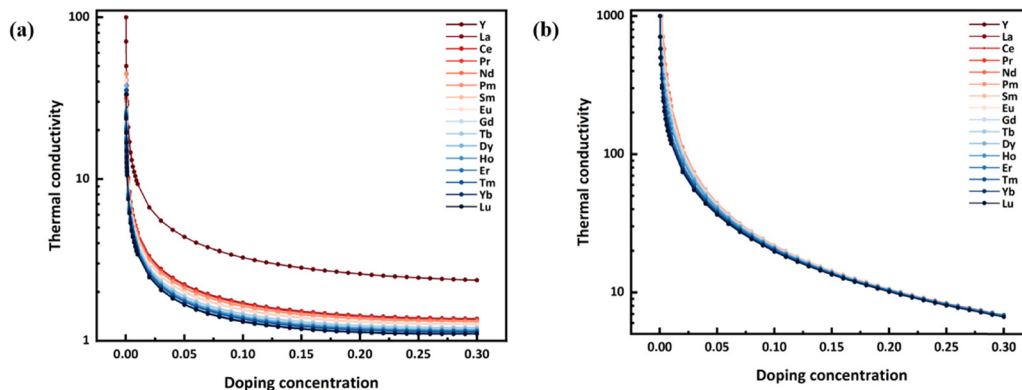 (a)
Thermal conductivity
100
10
1
0.00 0.05 0.10 0.15 0.20 0.25 0.30
Doping concentration
Y
La
Ce
Pr
Nd
Pm
Sm
Eu
Gd
Tb
Dy
Ho
Er
Tm
Yb
Lu
(b)
Thermal conductivity
1000
100
10
0.00 0.05 0.10 0.15 0.20 0.25 0.30
Doping concentration
Y
La
Ce
Pr
Nd
Pm
Sm
Eu
Gd
Tb
Dy
Ho
Er
Tm
Yb
Lu